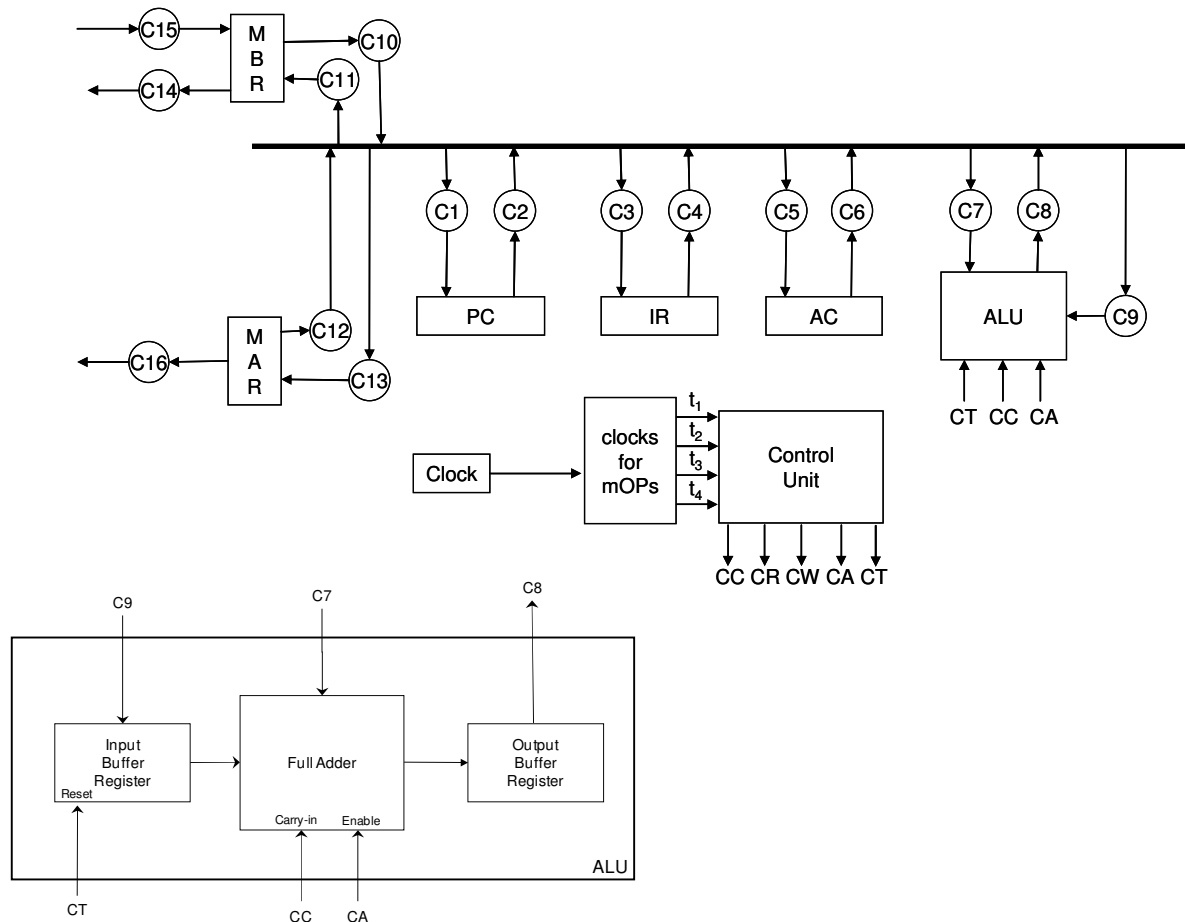 C15
M
B
R
C10
C14
C11
C1
C2
C3
C4
C5
C6
C7
C8
PC
IR
AC
ALU
C9
C12
M
A
R
C16
C13
CT CC CA
Clock
clocks
for
mOPs
t1
t2
t3
t4
Control
Unit
CC CR CW CA CT
C9
C7
C8
Input
Buffer
Register
Reset
Full Adder
Carry-in
Enable
Output
Buffer
Register
ALU
CT
CC
CA